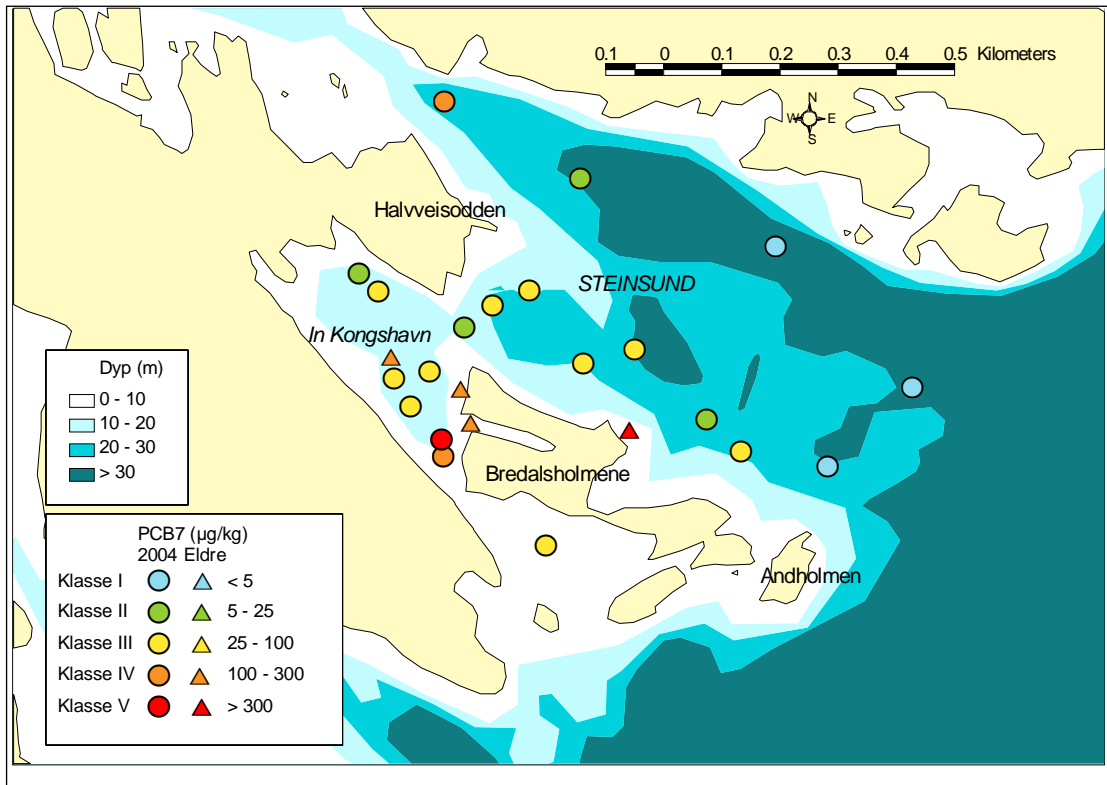 0.1 0 0.1 0.2 0.3 0.4 0.5 Kilometers
N
W E
S
Halvveisodden
STEINSUND
In Kongshavn
Bredalsholmene
Andholmen
Dyp (m)
0 - 10
10 - 20
20 - 30
> 30
PCB7 (µg/kg)
2004 Eldre
Klasse I < 5
Klasse II 5 - 25
Klasse III 25 - 100
Klasse IV 100 - 300
Klasse V > 300